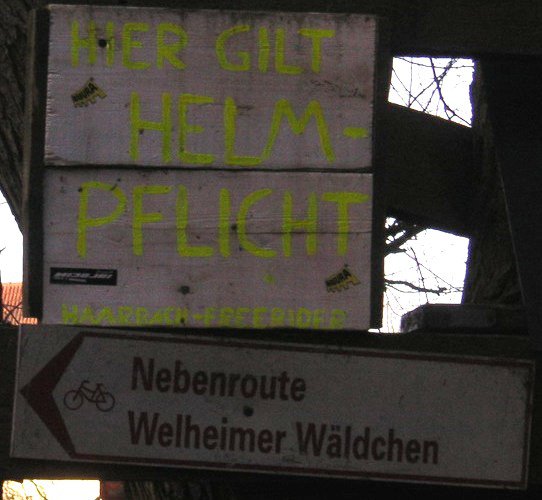 HIER GILT
HELM-
PFLICHT
HAARBACH-FREERIDER
Nebenroute
Welheimer Wäldchen